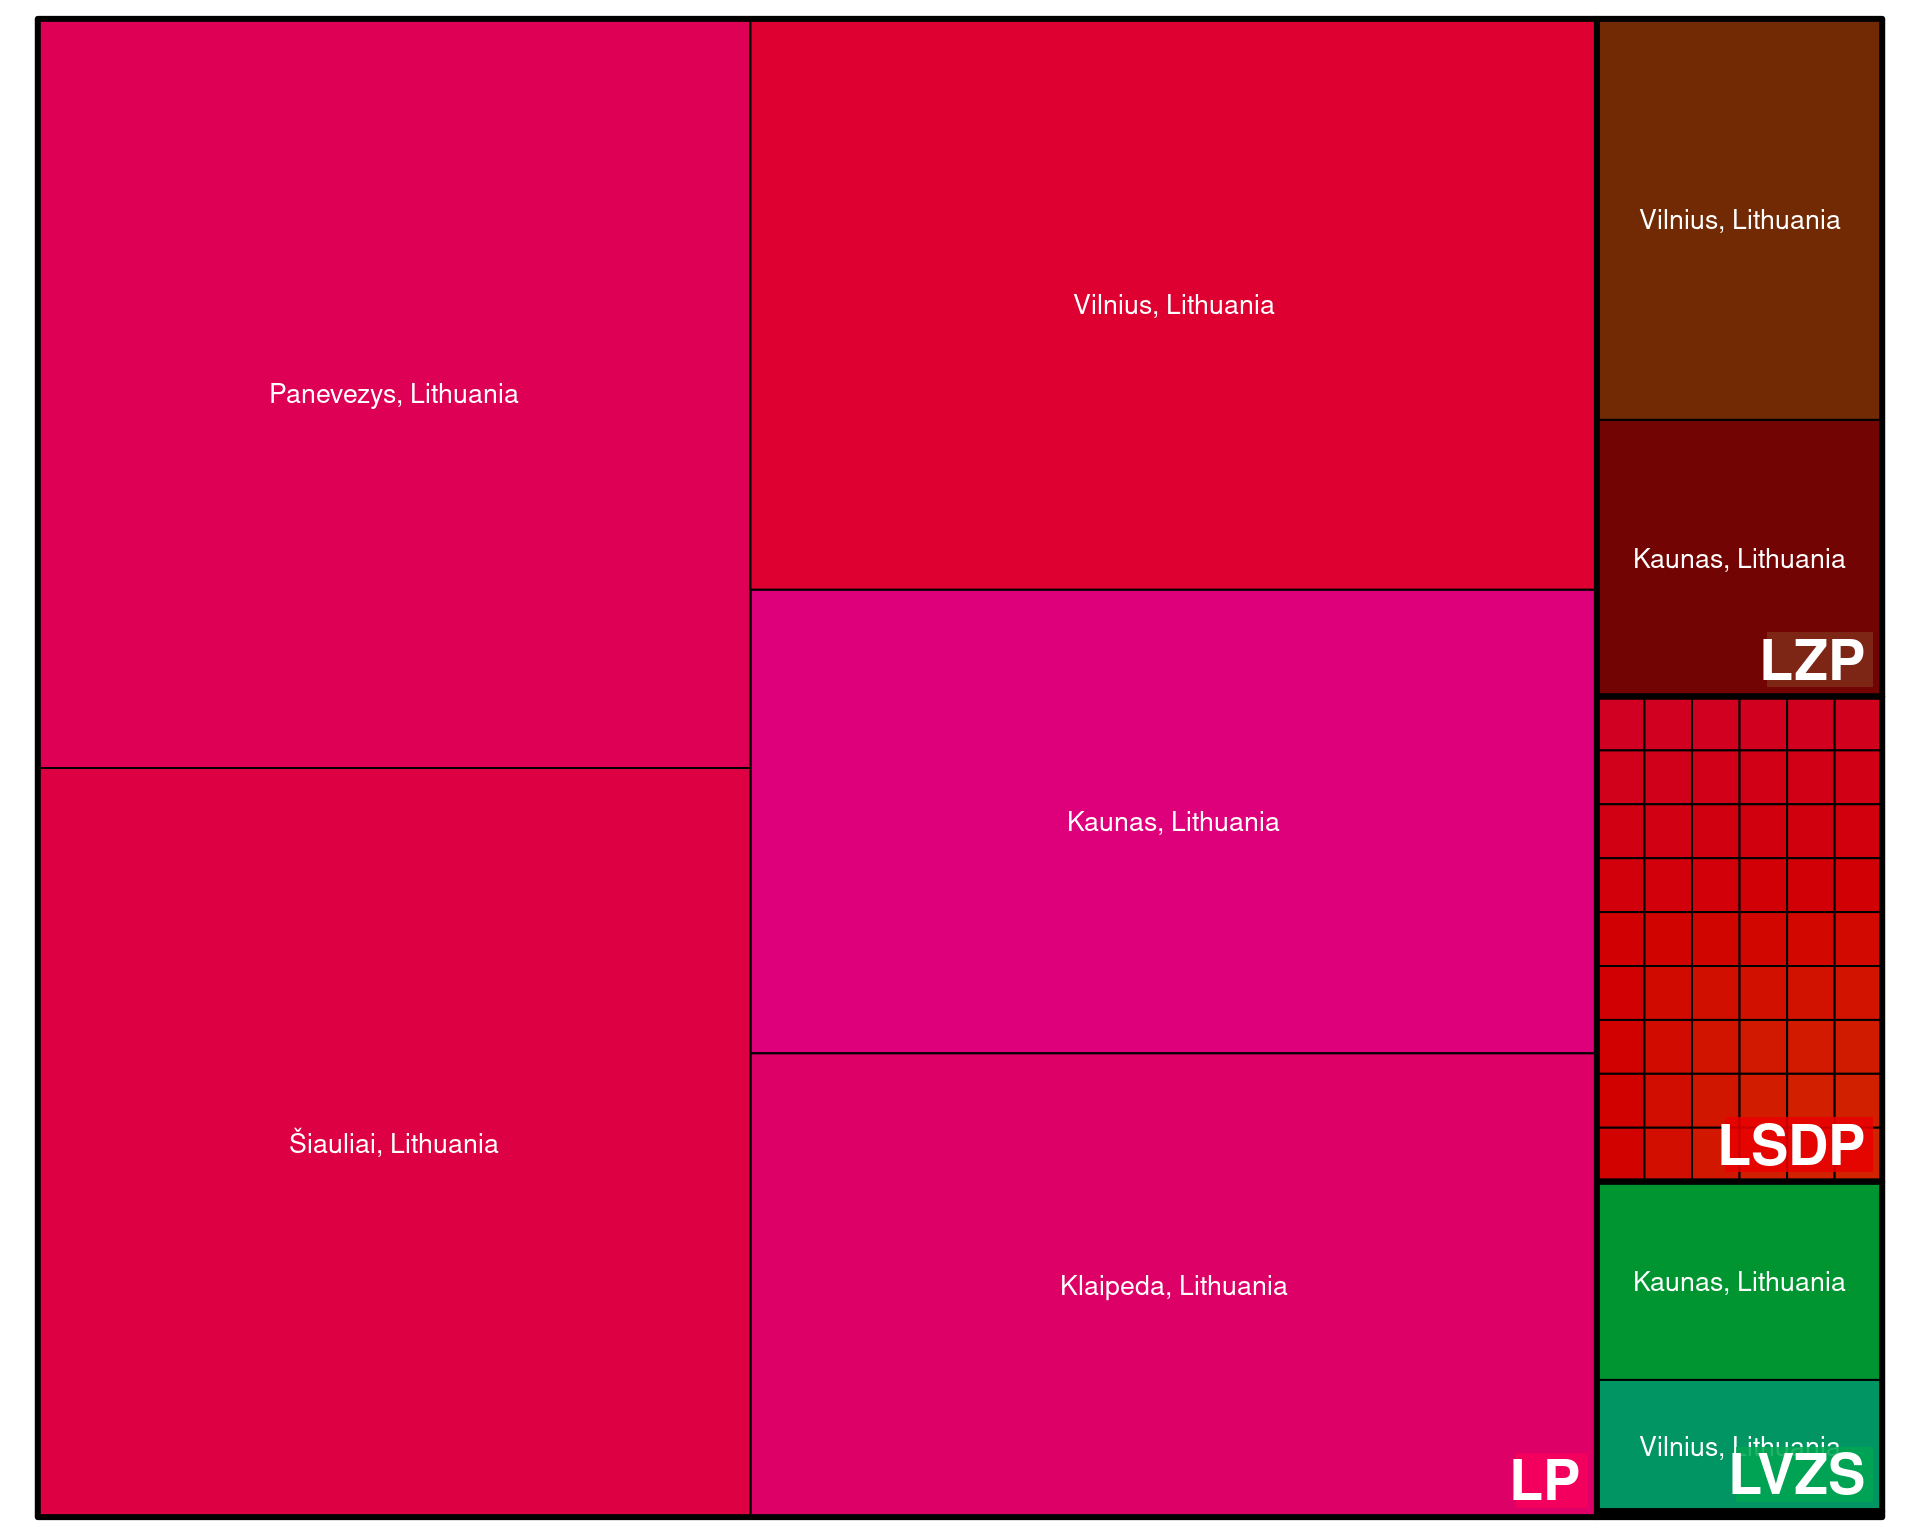 Panevezys, Lithuania
Šiauliai, Lithuania
Vilnius, Lithuania
Kaunas, Lithuania
Klaipeda, Lithuania
LP
Vilnius, Lithuania
Kaunas, Lithuania
LZP
LSDP
Kaunas, Lithuania
Vilnius, Lithuania
LVZS